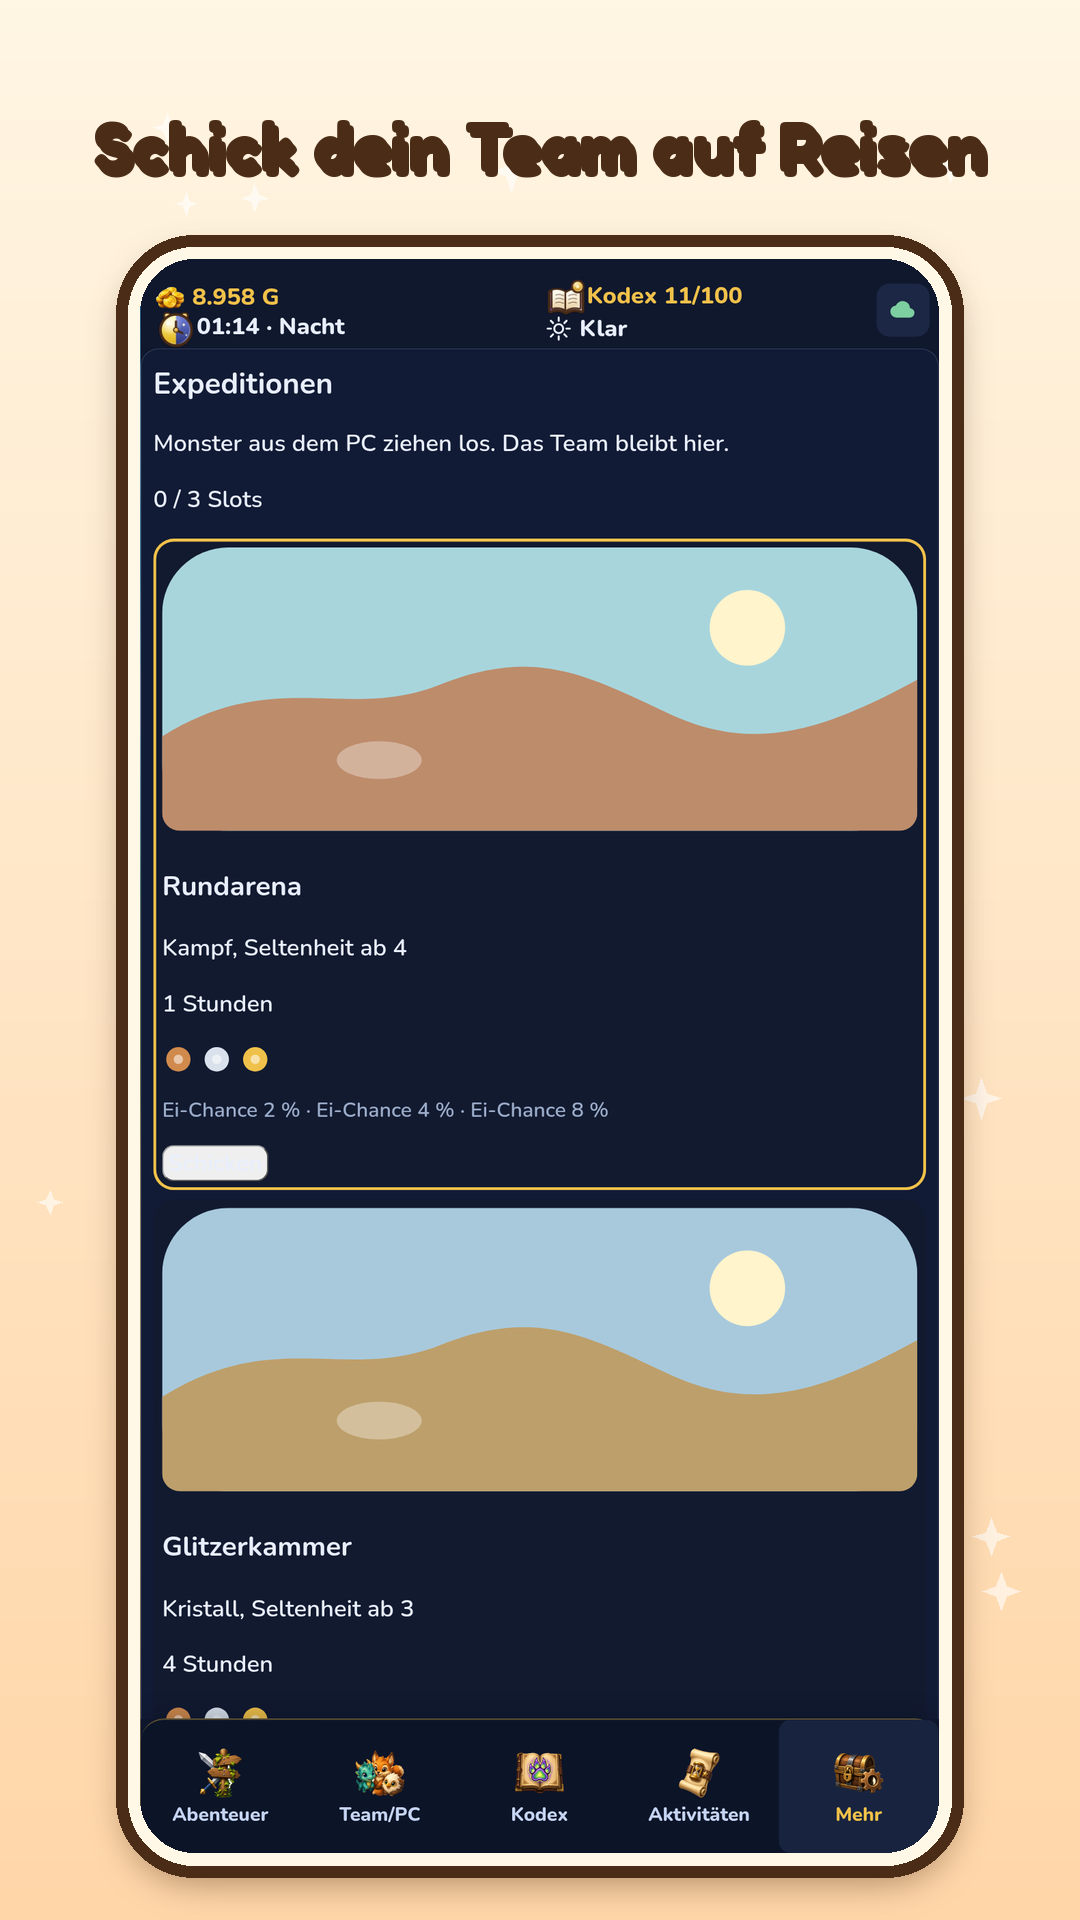 Schick dein Team auf Reisen
8.958 G
Kodex 11/100
01:14 · Nacht
Klar
Expeditionen
Monster aus dem PC ziehen los. Das Team bleibt hier.
0 / 3 Slots
Rundarena
Kampf, Seltenheit ab 4
1 Stunden
Ei-Chance 2 % · Ei-Chance 4 % · Ei-Chance 8 %
Glitzerkammer
Kristall, Seltenheit ab 3
4 Stunden
Abenteuer
Team/PC
Kodex
Aktivitäten
Mehr